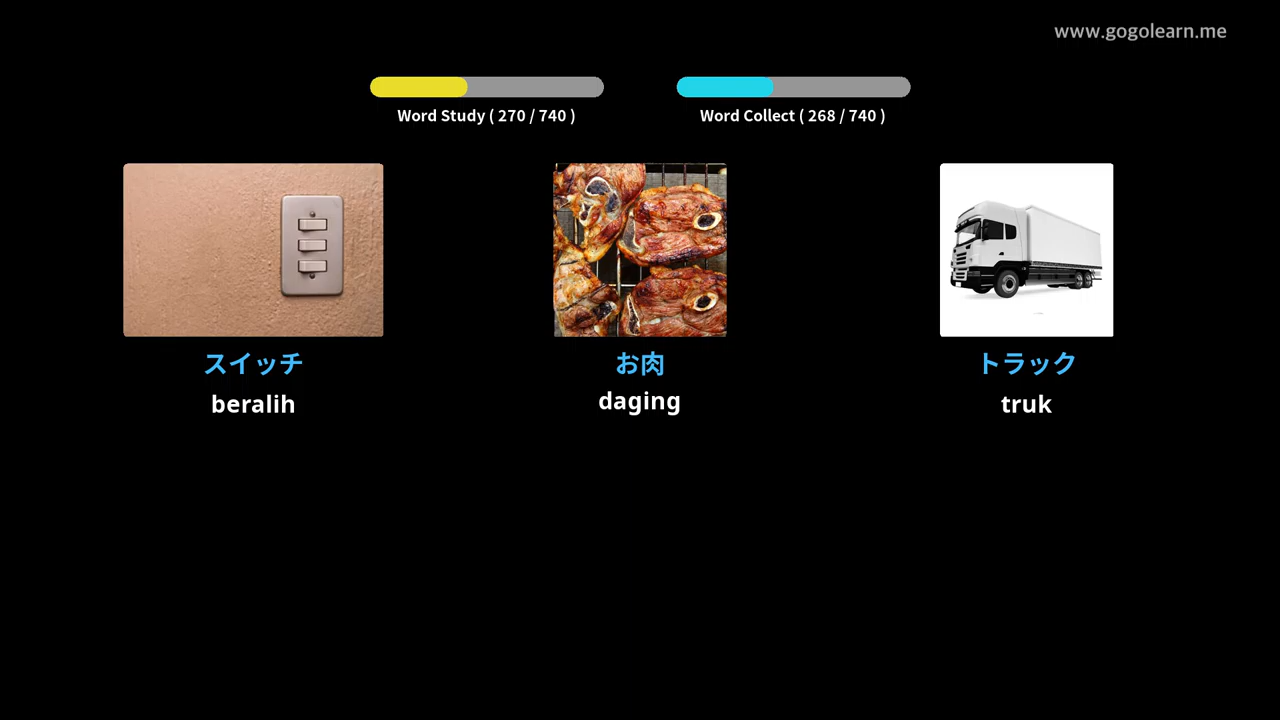 www.gogolearn.me
Word Study ( 270 / 740 )
Word Collect ( 268 / 740 )
スイッチ
beralih
お肉
daging
トラック
truk